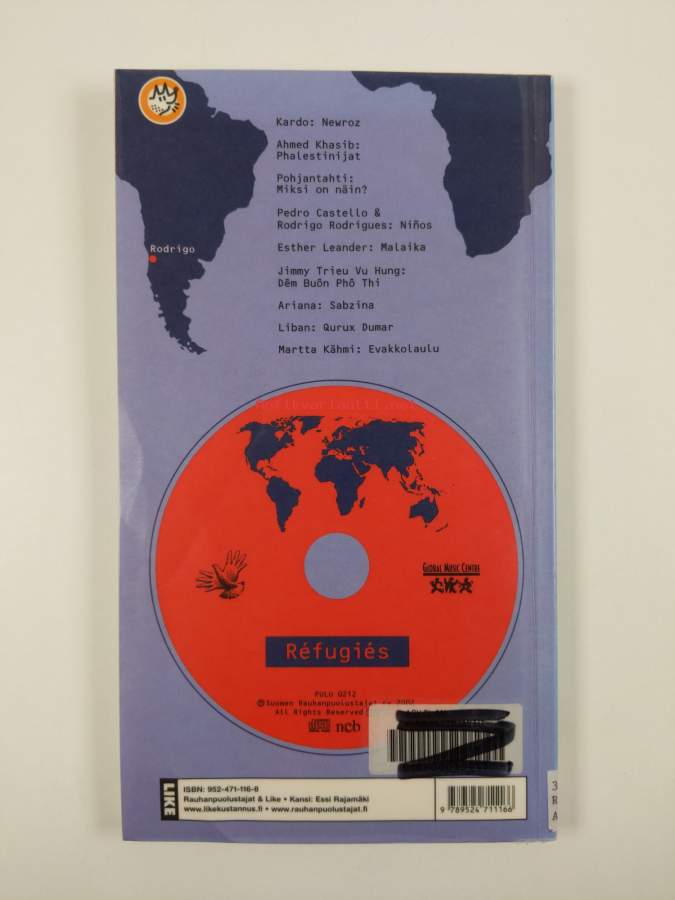 Kardo: Newroz
Ahmed Khasib:
Phalestinijat
Pohjantahti:
Miksi on näin?
Pedro Castello &
Rodrigo Rodrigues: Niños
Esther Leander: Malaika
Jimmy Trieu Vu Hung:
Dêm Buôn Phô Thi
Ariana: Sabzina
Liban: Qurux Dumar
Martta Kähmi: Evakkolaulu
Rodrigo
GLOBAL MUSIC CENTRE
Réfugiés
PULU 0212
Ⓟ Suomen Rauhanpuolustajat ry 2002
All Rights Reserved
ncb
LIKE
ISBN: 952-471-116-8
Rauhanpuolustajat & Like • Kansi: Essi Rajamäki
www.likekustannus.fi • www.rauhanpuolustajat.fi
9 789524 711166
3
R
A